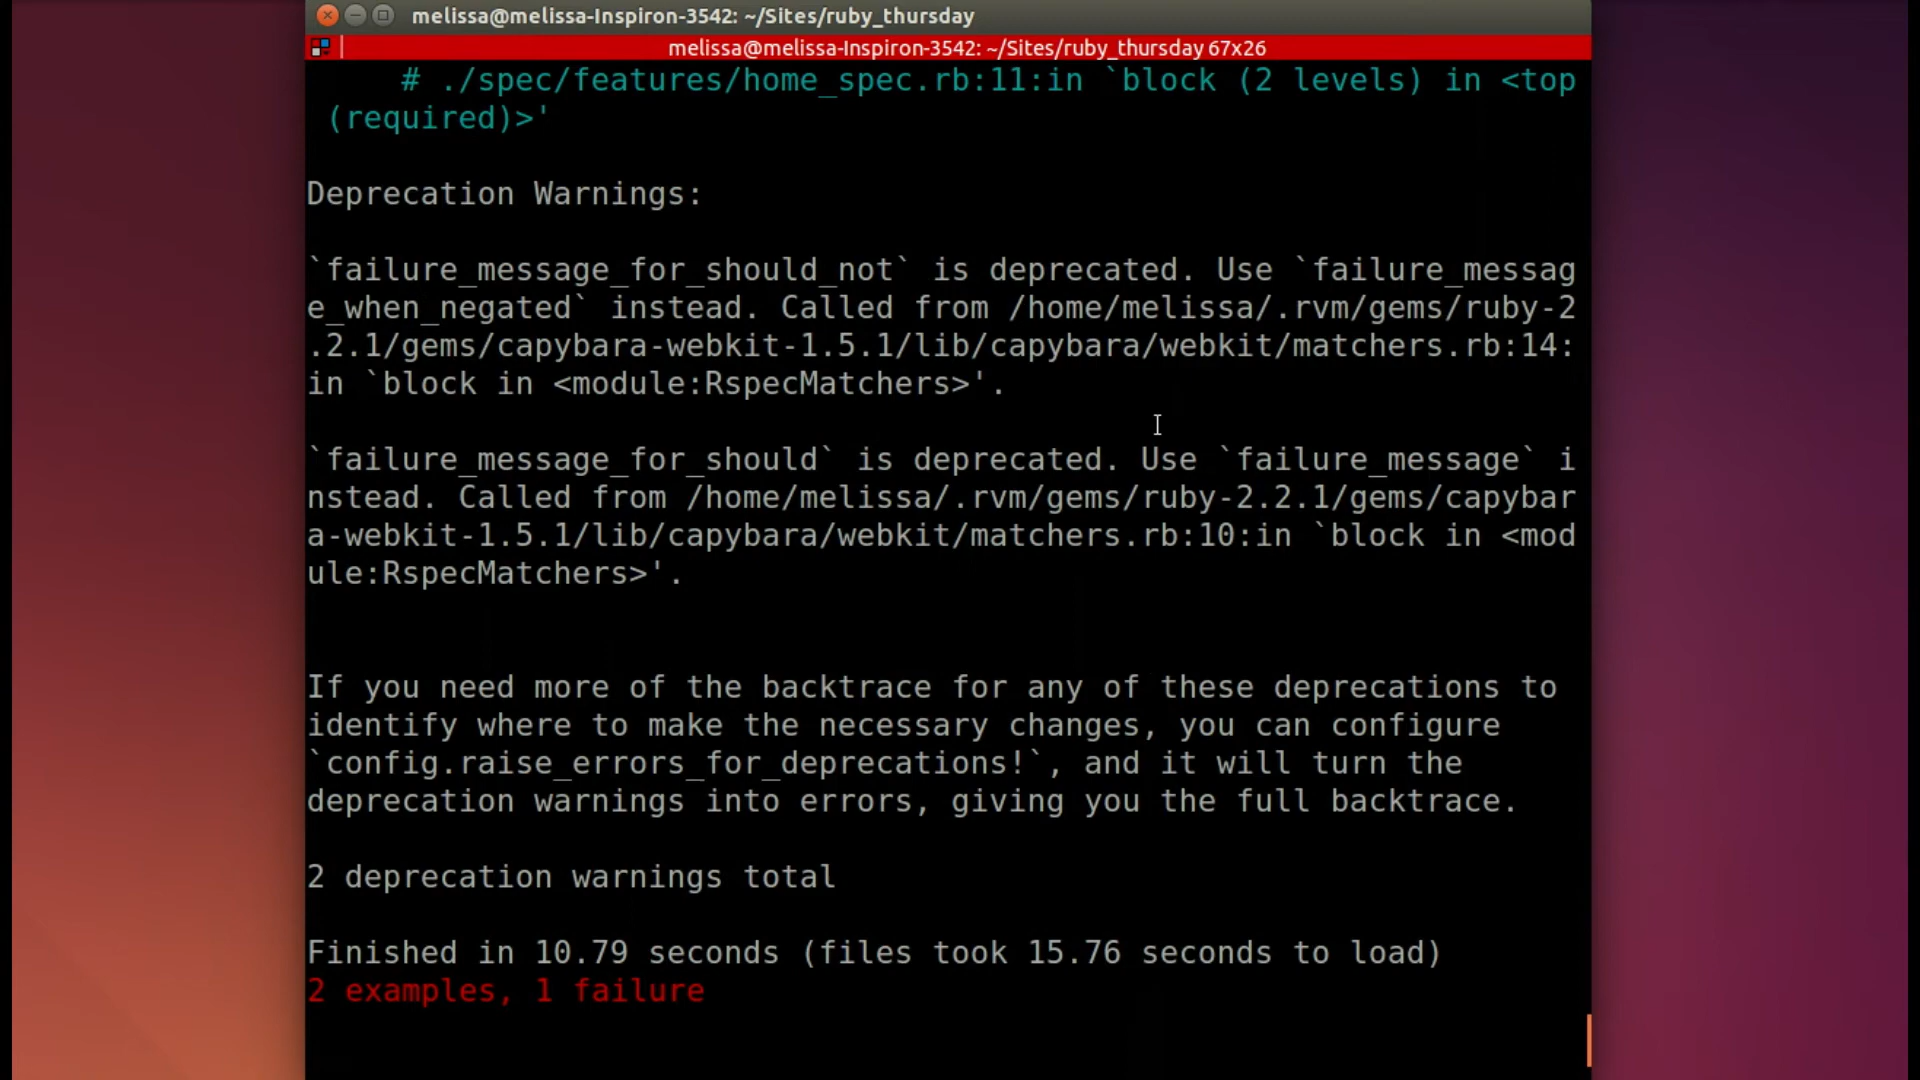 melissa@melissa-Inspiron-3542: ~/Sites/ruby_thursday
melissa@melissa-Inspiron-3542: ~/Sites/ruby_thursday 67x26
# ./spec/features/home_spec.rb:11:in `block (2 levels) in <top
(required)>'
Deprecation Warnings:
`failure_message_for_should_not` is deprecated. Use `failure_messag
e_when_negated` instead. Called from /home/melissa/.rvm/gems/ruby-2
.2.1/gems/capybara-webkit-1.5.1/lib/capybara/webkit/matchers.rb:14:
in `block in <module:RspecMatchers>'.
`failure_message_for_should` is deprecated. Use `failure_message` i
nstead. Called from /home/melissa/.rvm/gems/ruby-2.2.1/gems/capybar
a-webkit-1.5.1/lib/capybara/webkit/matchers.rb:10:in `block in <mod
ule:RspecMatchers>'.
If you need more of the backtrace for any of these deprecations to
identify where to make the necessary changes, you can configure
`config.raise_errors_for_deprecations!`, and it will turn the
deprecation warnings into errors, giving you the full backtrace.
2 deprecation warnings total
Finished in 10.79 seconds (files took 15.76 seconds to load)
2 examples, 1 failure